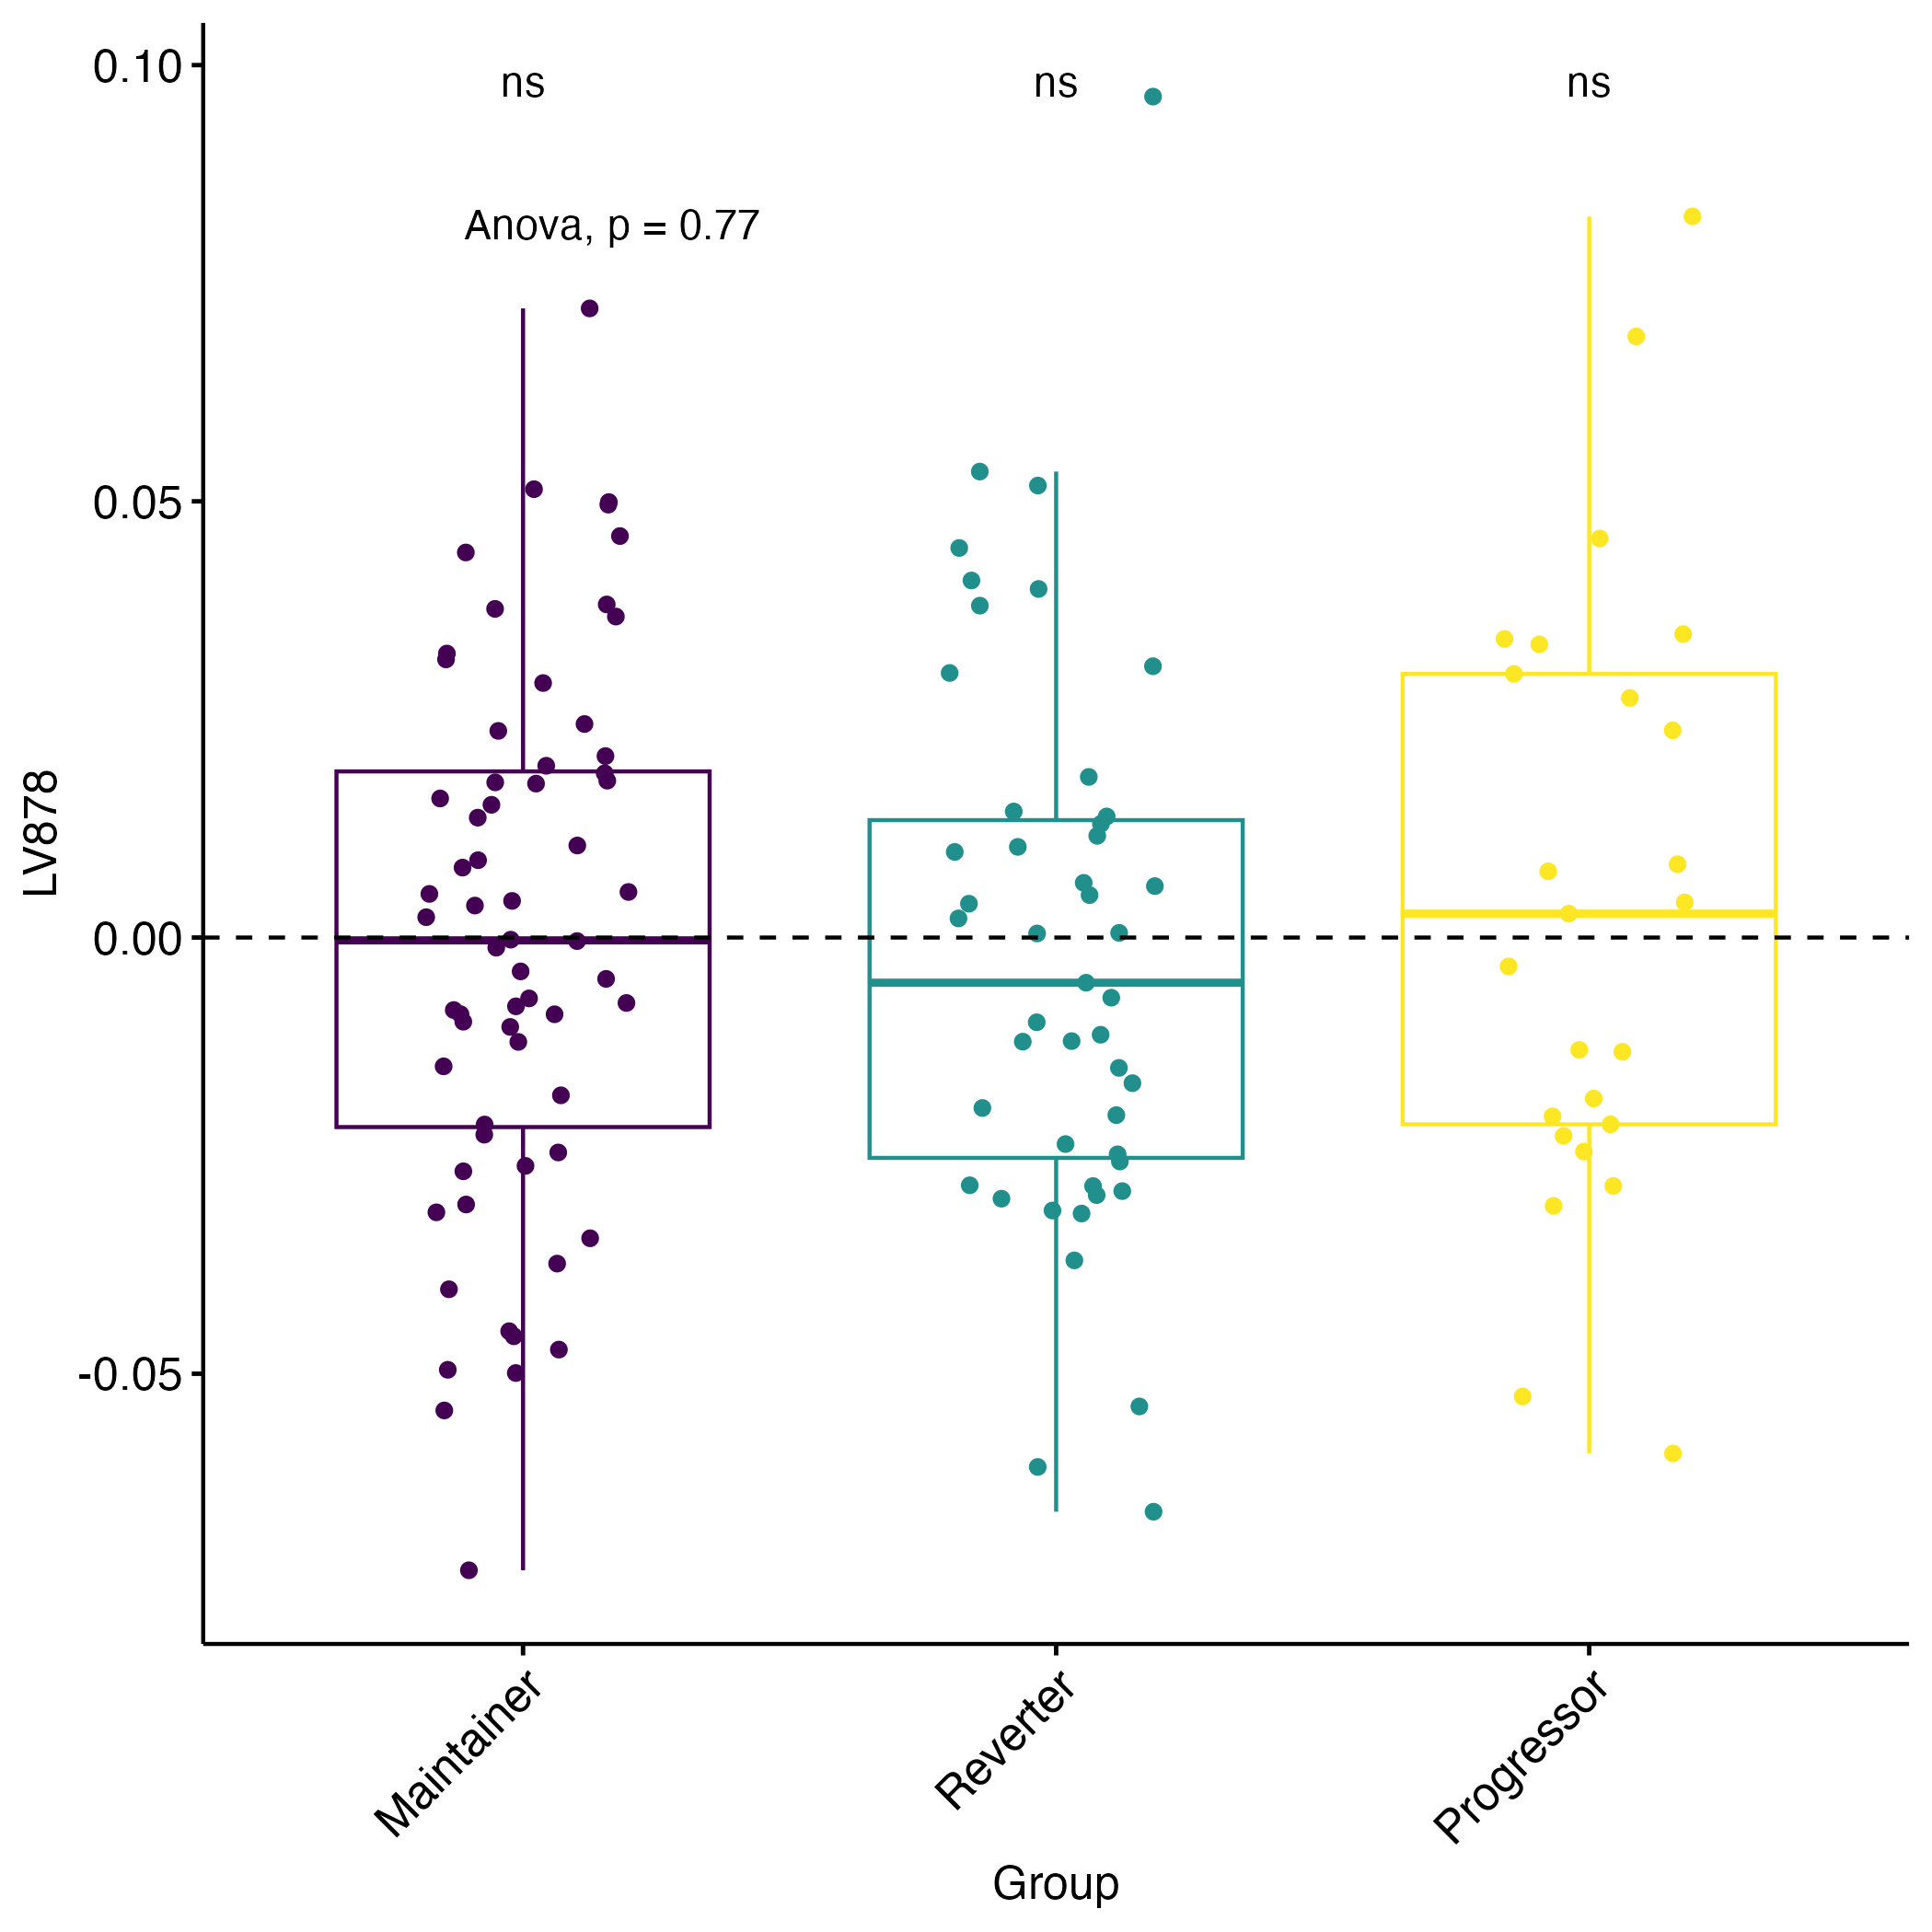 0.10
ns ns ns
Anova, p = 0.77
0.05
LV878
0.00
-0.05
Maintainer Reverter Progressor
Group